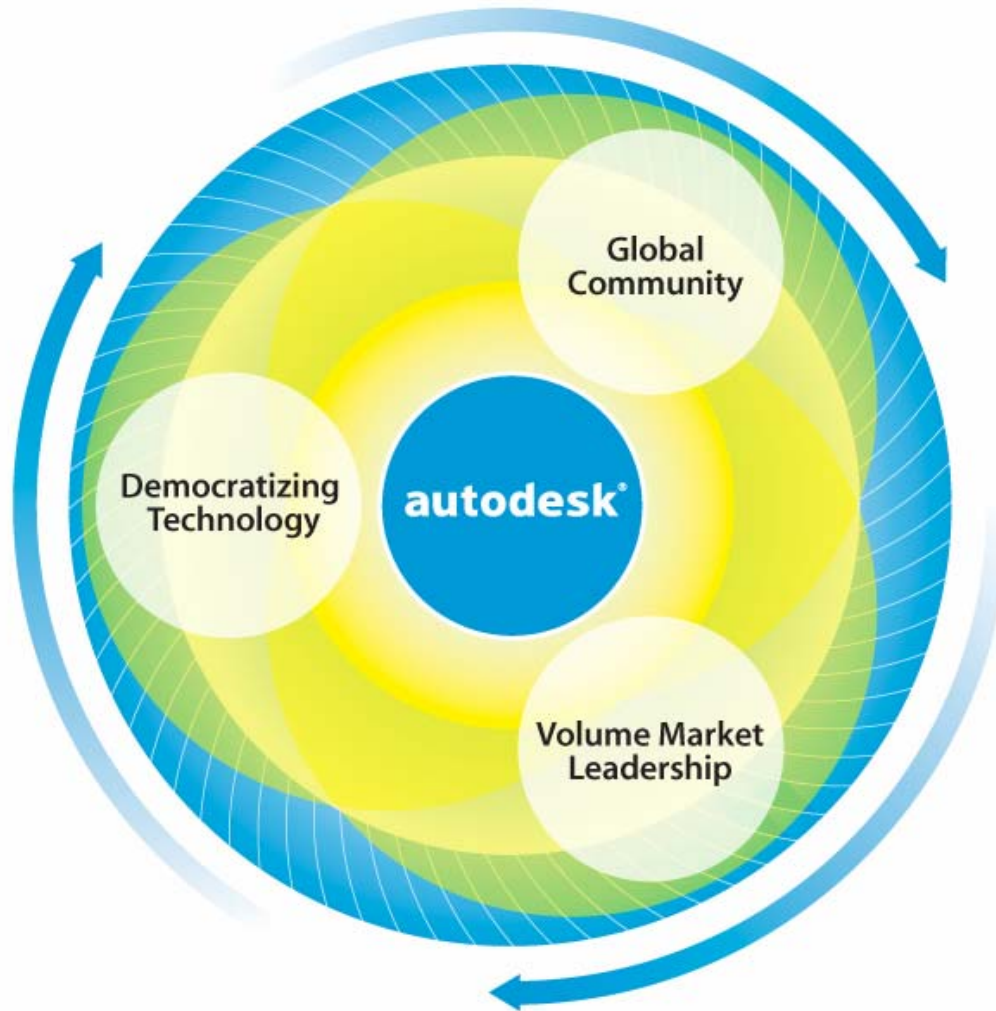 Global
Community
Democratizing
Technology
autodesk®
Volume Market
Leadership